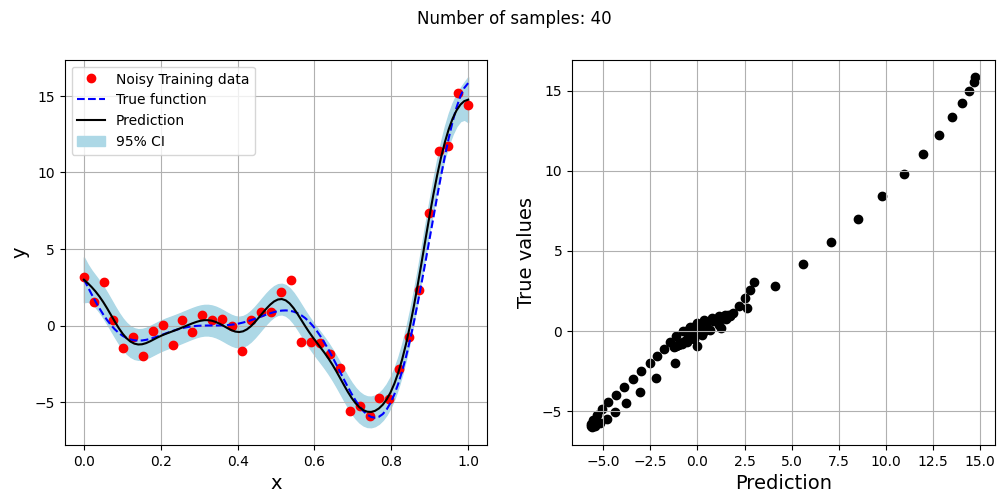 Number of samples: 40
Noisy Training data
True function
Prediction
95% CI
15
10
5
0
−5
y
0.0 0.2 0.4 0.6 0.8 1.0
x
15
10
5
0
−5
True values
−5.0 −2.5 0.0 2.5 5.0 7.5 10.0 12.5 15.0
Prediction